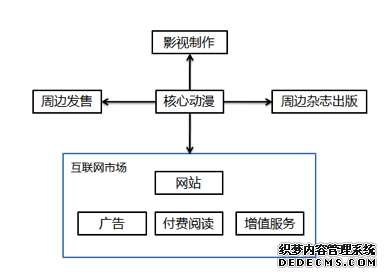 影视制作
周边发售
核心动漫
周边杂志出版
互联网市场
网站
广告
付费阅读
增值服务
织梦内容管理系统
DEDECMS.COM